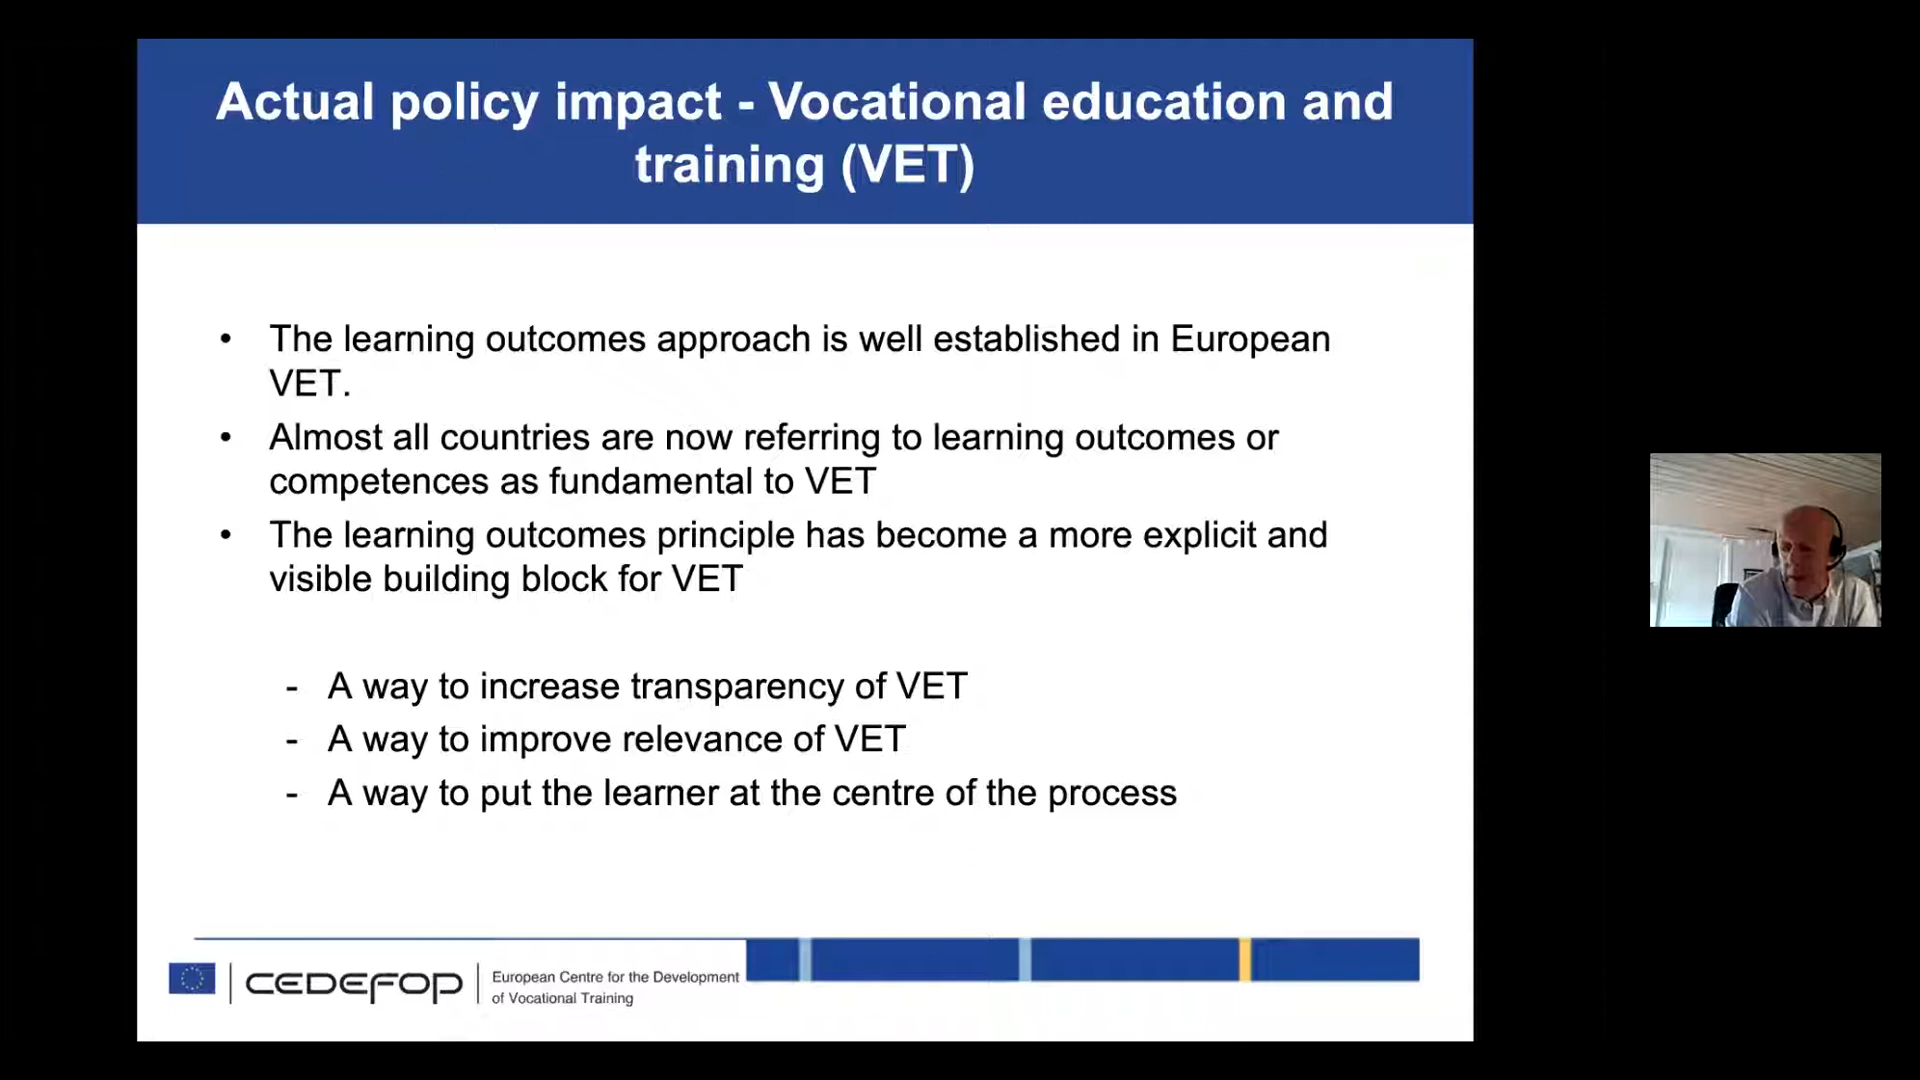 Actual policy impact - Vocational education and
training (VET)
• The learning outcomes approach is well established in European
VET.
• Almost all countries are now referring to learning outcomes or
competences as fundamental to VET
• The learning outcomes principle has become a more explicit and
visible building block for VET
- A way to increase transparency of VET
- A way to improve relevance of VET
- A way to put the learner at the centre of the process
CEDEFOP
European Centre for the Development
of Vocational Training